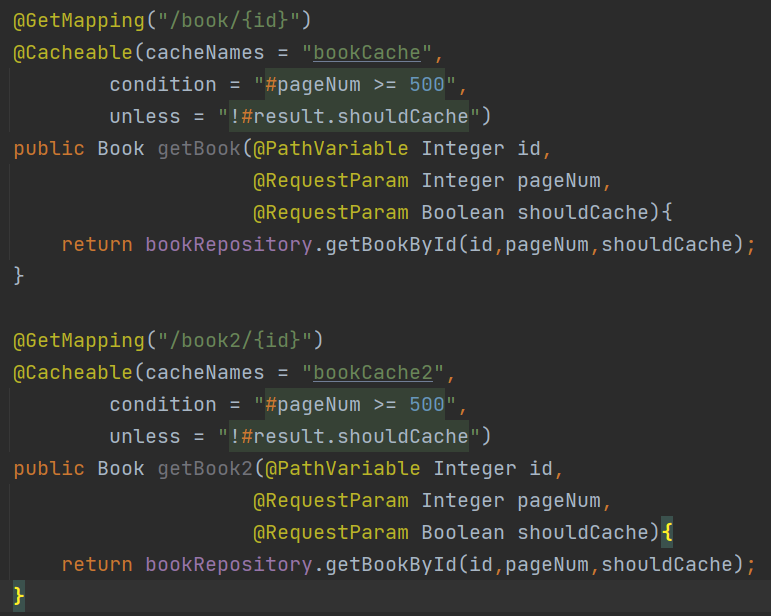 @GetMapping("/book/{id}")
@Cacheable(cacheNames = "bookCache",
        condition = "#pageNum >= 500",
        unless = "!#result.shouldCache")
public Book getBook(@PathVariable Integer id,
                    @RequestParam Integer pageNum,
                    @RequestParam Boolean shouldCache){
    return bookRepository.getBookById(id,pageNum,shouldCache);
}

@GetMapping("/book2/{id}")
@Cacheable(cacheNames = "bookCache2",
        condition = "#pageNum >= 500",
        unless = "!#result.shouldCache")
public Book getBook2(@PathVariable Integer id,
                    @RequestParam Integer pageNum,
                    @RequestParam Boolean shouldCache){
    return bookRepository.getBookById(id,pageNum,shouldCache);
}